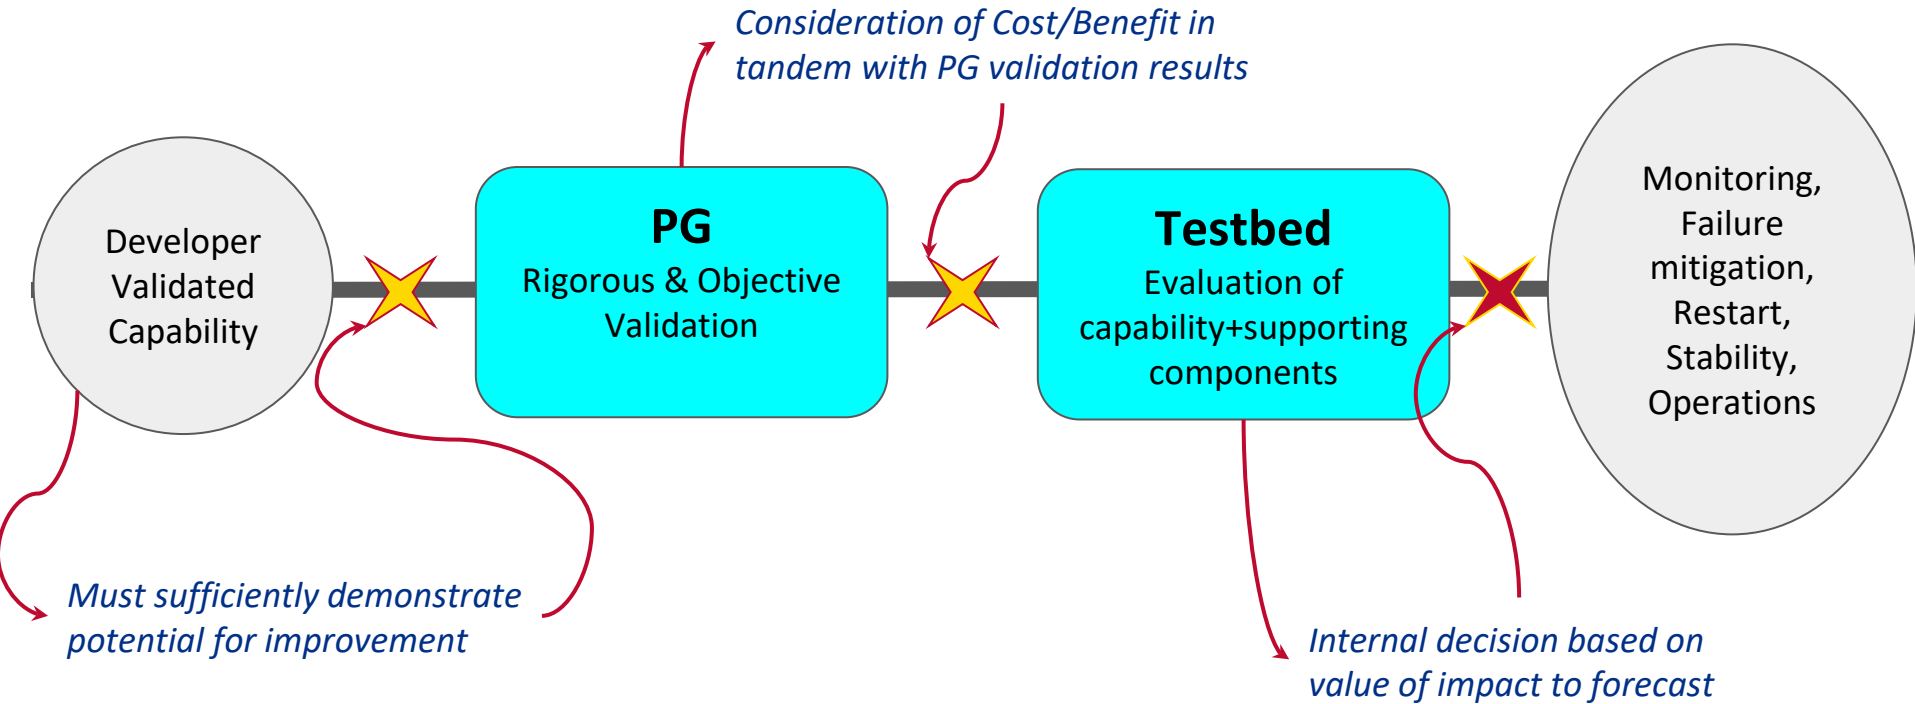 Consideration of Cost/Benefit in
tandem with PG validation results
Developer
Validated
Capability
PG
Rigorous & Objective
Validation
Testbed
Evaluation of
capability+supporting
components
Monitoring,
Failure
mitigation,
Restart,
Stability,
Operations
Must sufficiently demonstrate
potential for improvement
Internal decision based on
value of impact to forecast